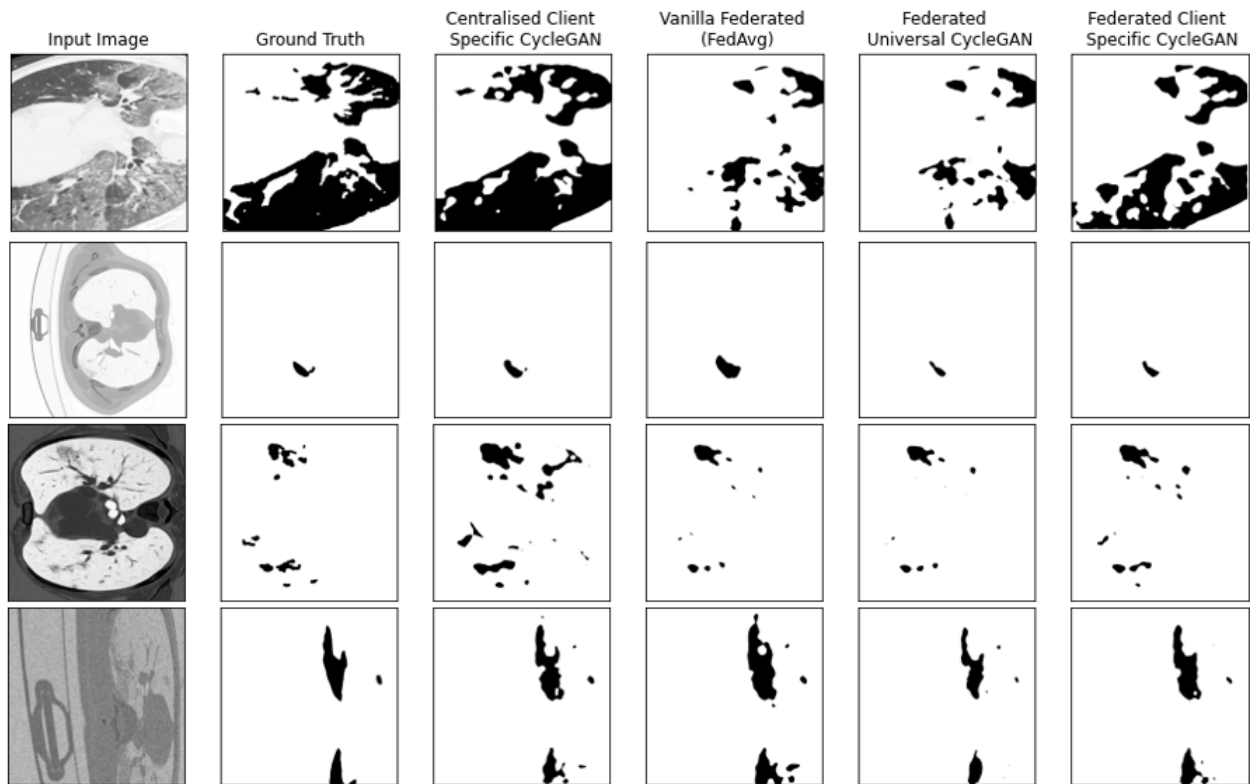 Input Image
Ground Truth
Centralised Client
Specific CycleGAN
Vanilla Federated
(FedAvg)
Federated
Universal CycleGAN
Federated Client
Specific CycleGAN